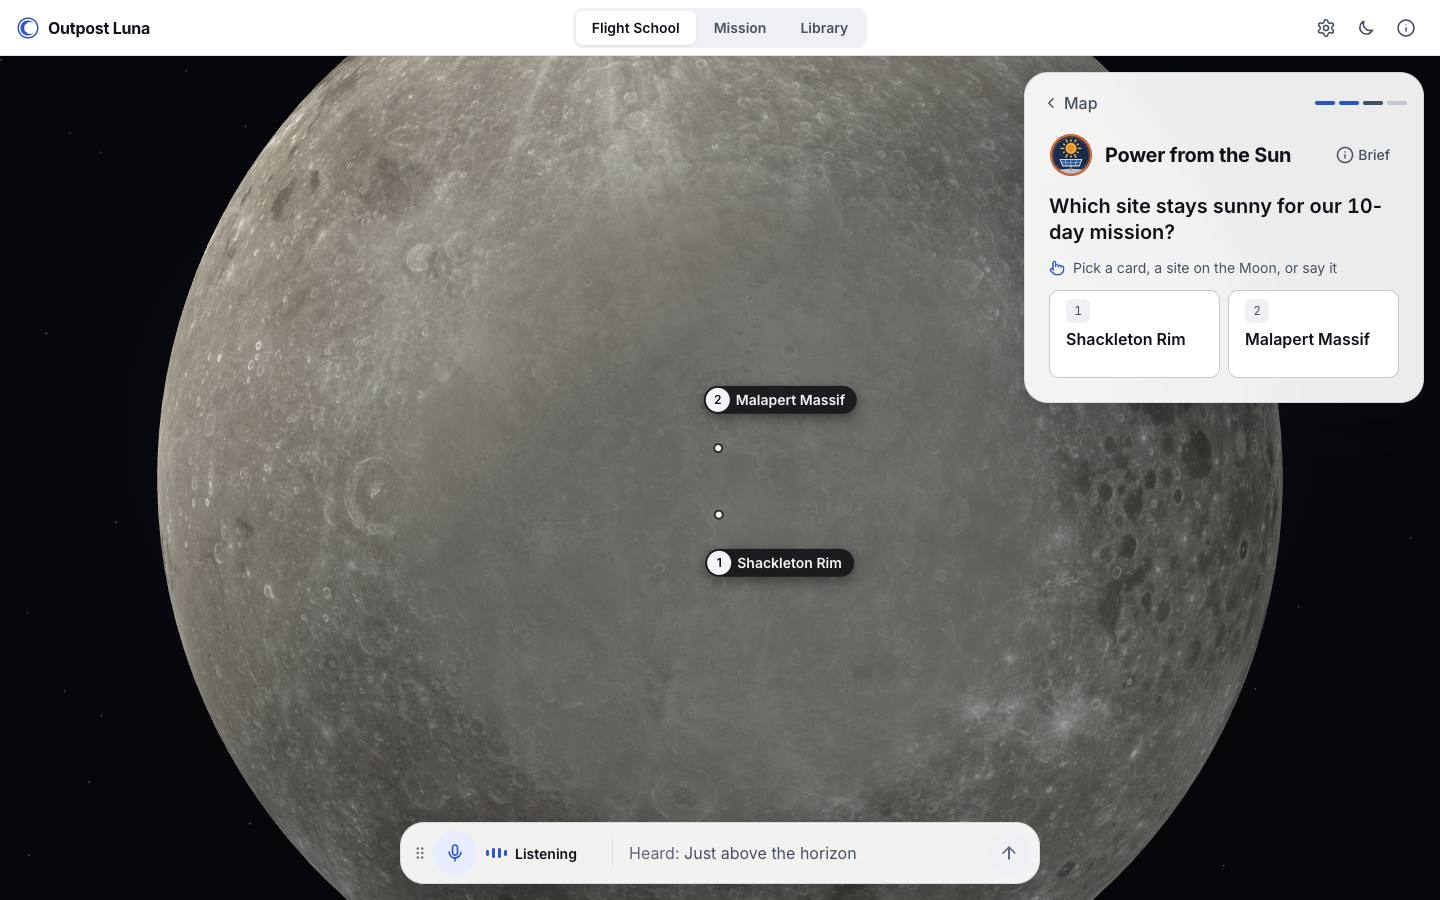 Outpost Luna
Flight School
Mission
Library
Map
Power from the Sun
Brief
Which site stays sunny for our 10-
day mission?
Pick a card, a site on the Moon, or say it
1
Shackleton Rim
2
Malapert Massif
2 Malapert Massif
1 Shackleton Rim
Listening
Heard: Just above the horizon